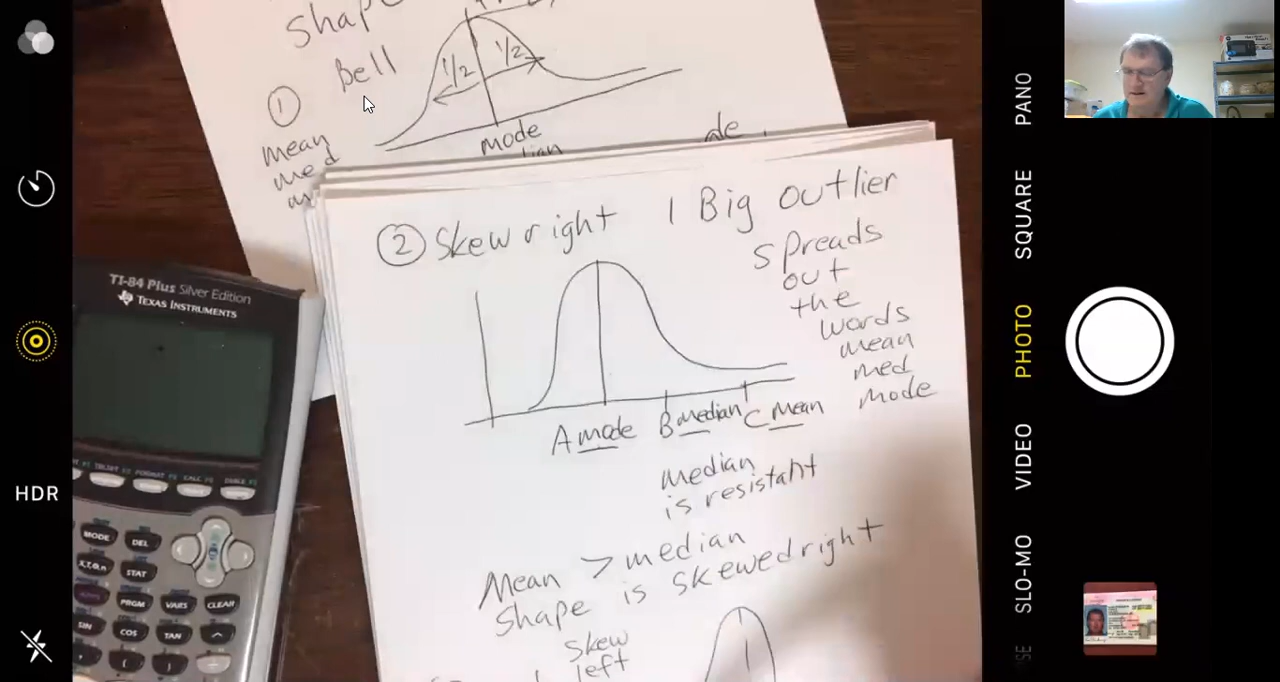 shape
Bell
1/2
1/2
①
mean
med
mode
② Skew right
1 Big outlier
spreads
out
the
words
mean
med
mode
A mode B median C Mean
median
is resistant
Mean > median
shape is skewed right
skew
left
TI-84 Plus Silver Edition
TEXAS INSTRUMENTS
MODE
DEL
X,T,θ,n
STAT
PRGM
VARS
CLEAR
SIN
COS
TAN
^
HDR
PANO
SQUARE
PHOTO
VIDEO
SLO-MO